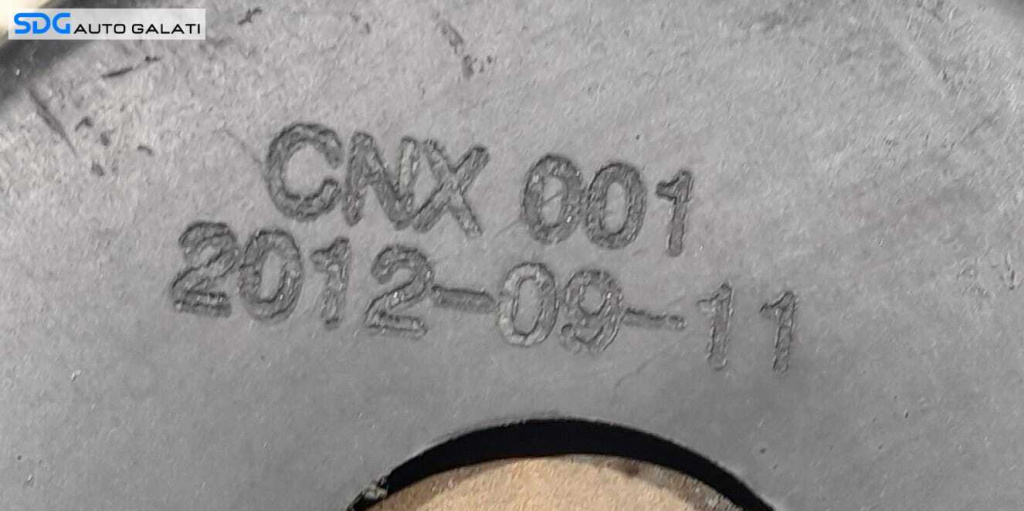 SDG AUTO GALATI
CNX 001
2012-09-11